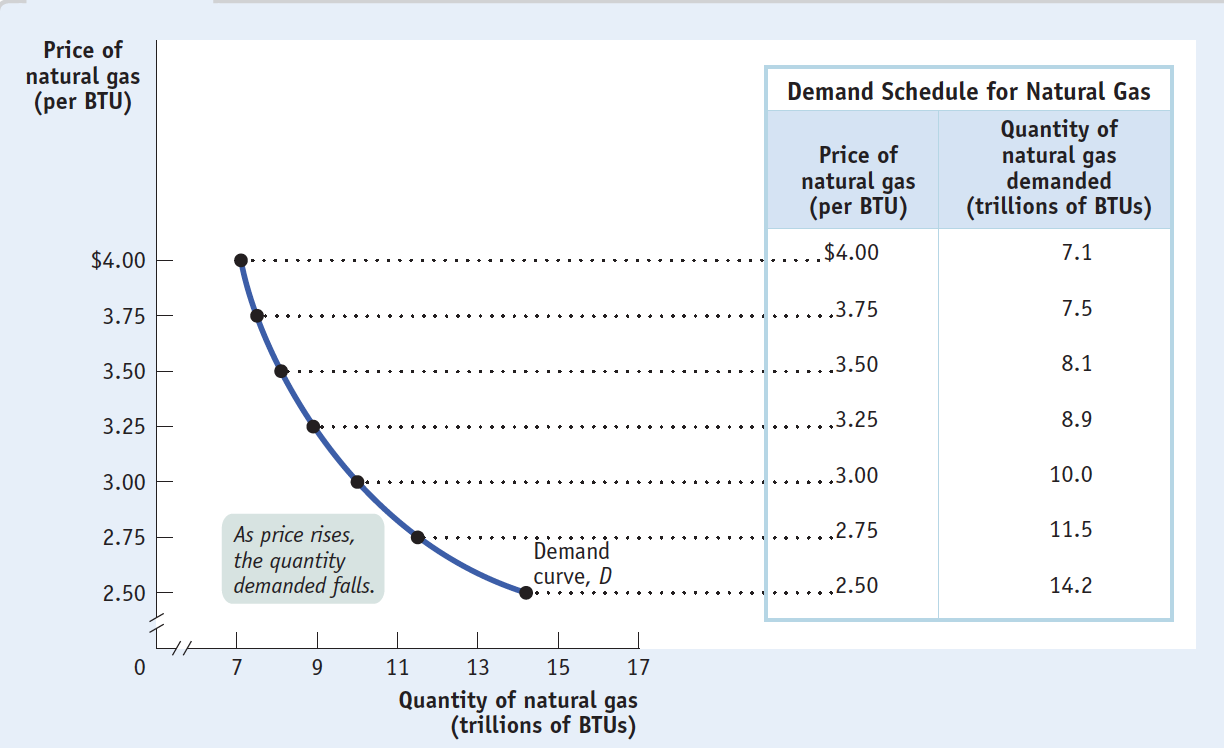 Price of
natural gas
(per BTU)
$4.00
3.75
3.50
3.25
3.00
2.75
2.50
0
7 9 11 13 15 17
Quantity of natural gas
(trillions of BTUs)
As price rises,
the quantity
demanded falls.
Demand
curve, D
Demand Schedule for Natural Gas
Price of
natural gas
(per BTU)
Quantity of
natural gas
demanded
(trillions of BTUs)
$4.00 7.1
3.75 7.5
3.50 8.1
3.25 8.9
3.00 10.0
2.75 11.5
2.50 14.2